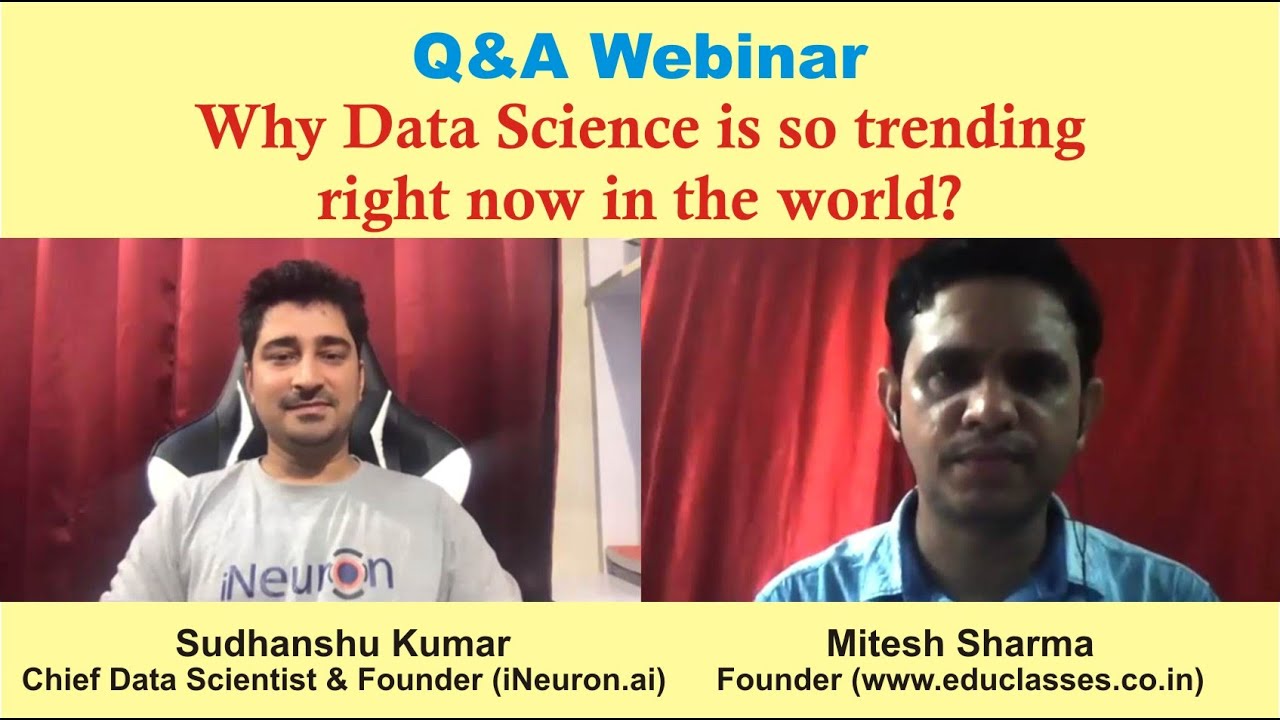 Q&A Webinar
Why Data Science is so trending
right now in the world?
iNeuron
Sudhanshu Kumar
Chief Data Scientist & Founder (iNeuron.ai)
Mitesh Sharma
Founder (www.educlasses.co.in)